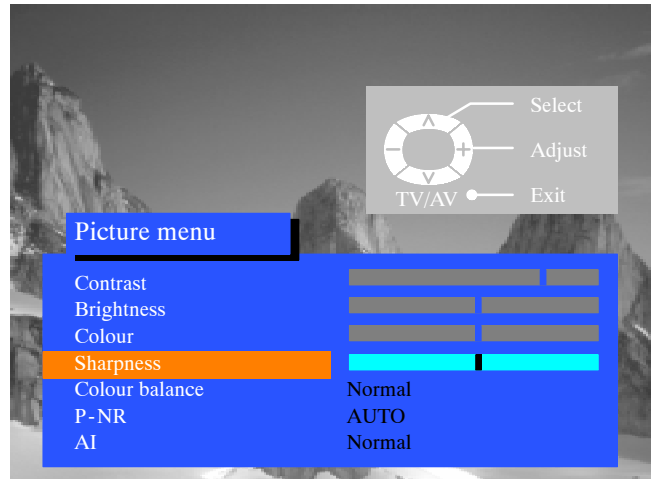 Select
Adjust
TV/AV
Exit
Picture menu
Contrast
Brightness
Colour
Sharpness
Colour balance Normal
P-NR AUTO
AI Normal